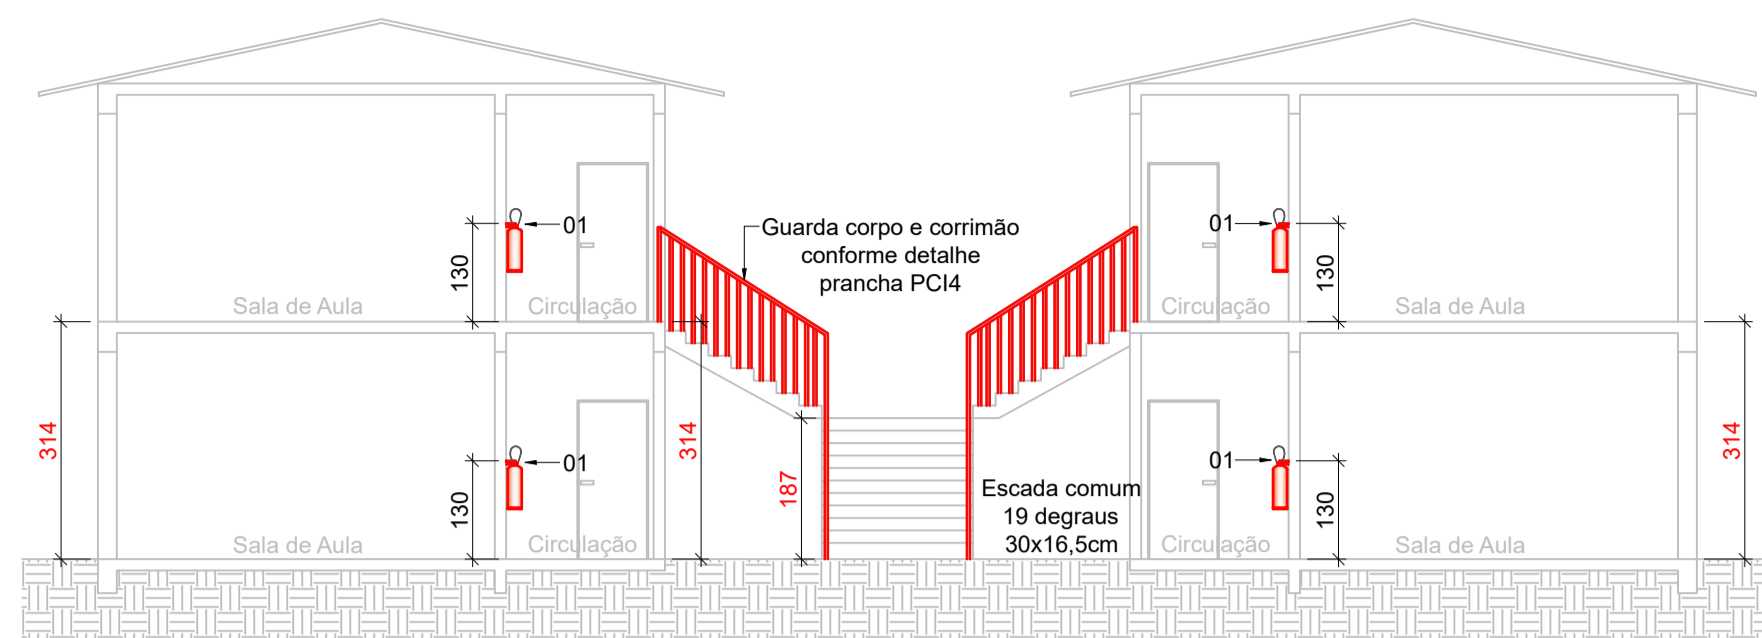 01
01
Guarda corpo e corrimão
conforme detalhe
prancha PCI4
130
130
Sala de Aula
Circulação
Circulação
Sala de Aula
314
314
187
314
01
01
130
130
Escada comum
19 degraus
30x16,5cm
Sala de Aula
Circulação
Circulação
Sala de Aula